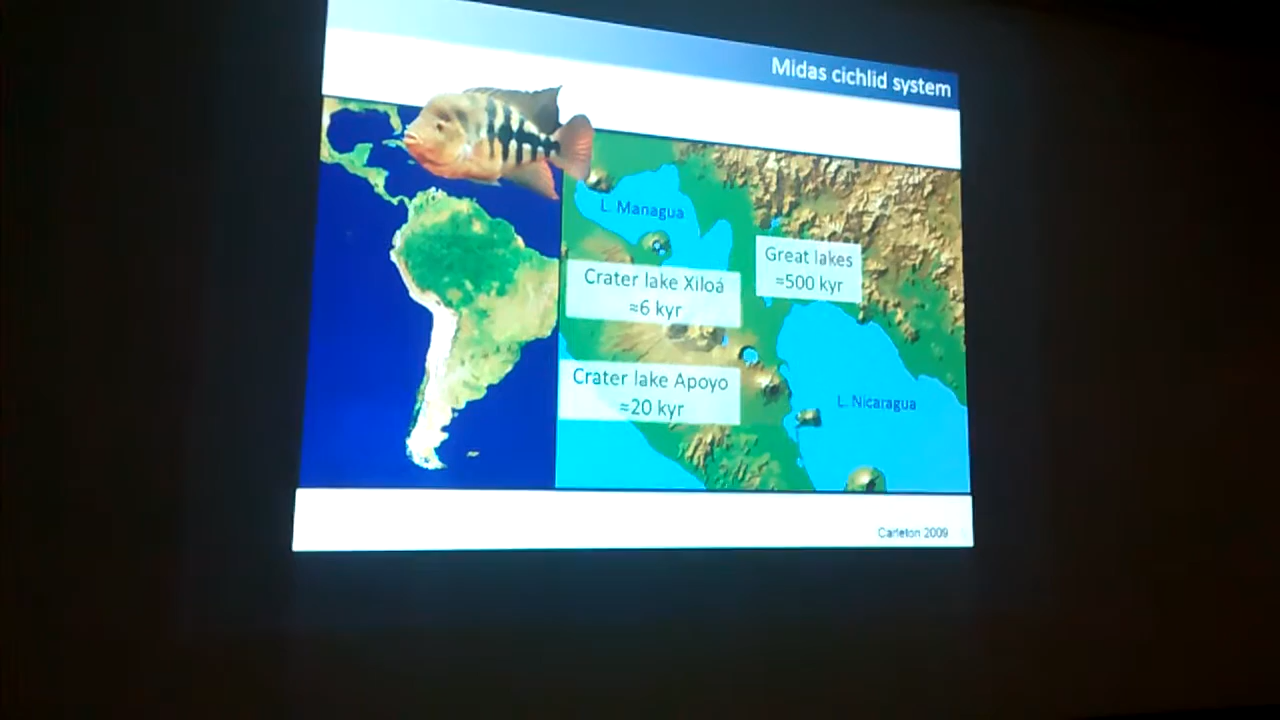 Midas cichlid system
L. Managua
Great lakes
≈500 kyr
Crater lake Xiloá
≈6 kyr
Crater lake Apoyo
≈20 kyr
L. Nicaragua
Carleton 2009